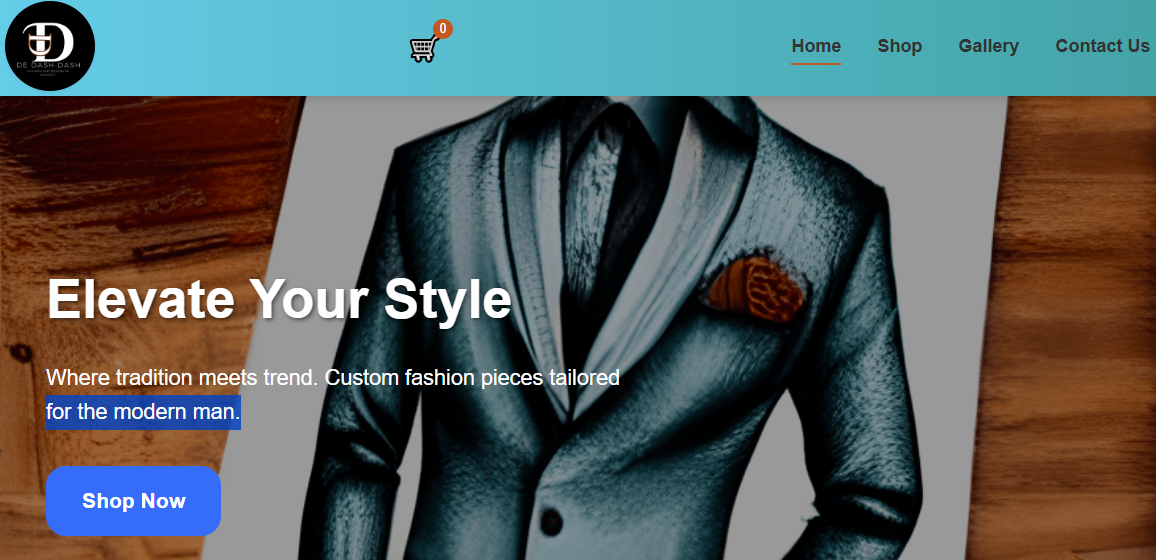 D
DE DASH DASH
0
Home
Shop
Gallery
Contact Us
Elevate Your Style
Where tradition meets trend. Custom fashion pieces tailored
for the modern man.
Shop Now